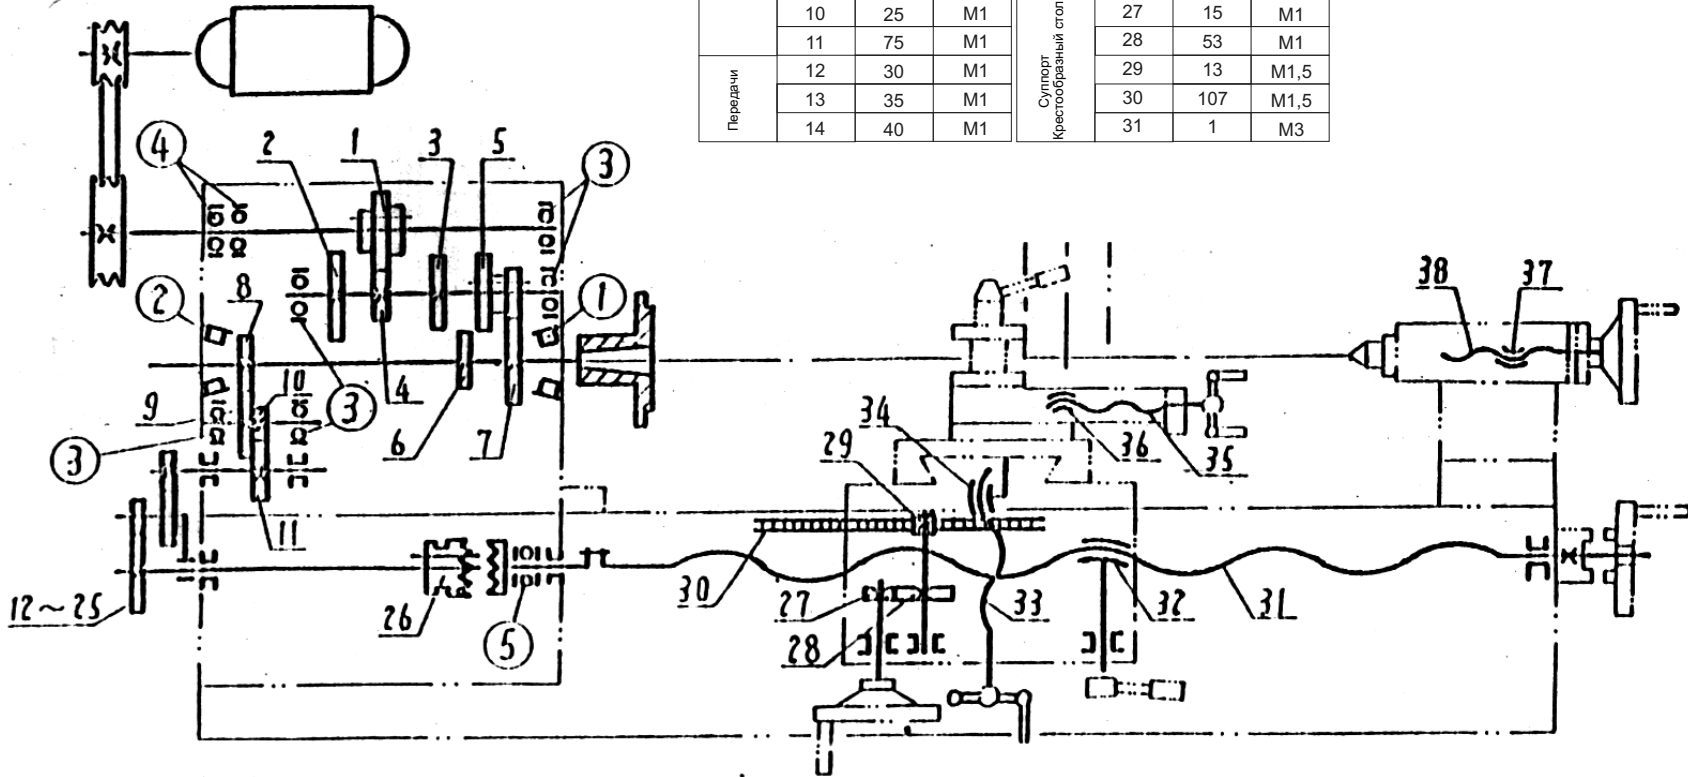 10 25 M1
11 75 M1
Передачи
12 30 M1
13 35 M1
14 40 M1
Суппорт
Крестообразный стол
27 15 M1
28 53 M1
29 13 M1,5
30 107 M1,5
31 1 M3
4 2 1 3 5 3
2 8 1 38 37
10
9 3 4 34
3 6 7 29 36 35
11
30 27 33 32 31
12~25 26 5 28